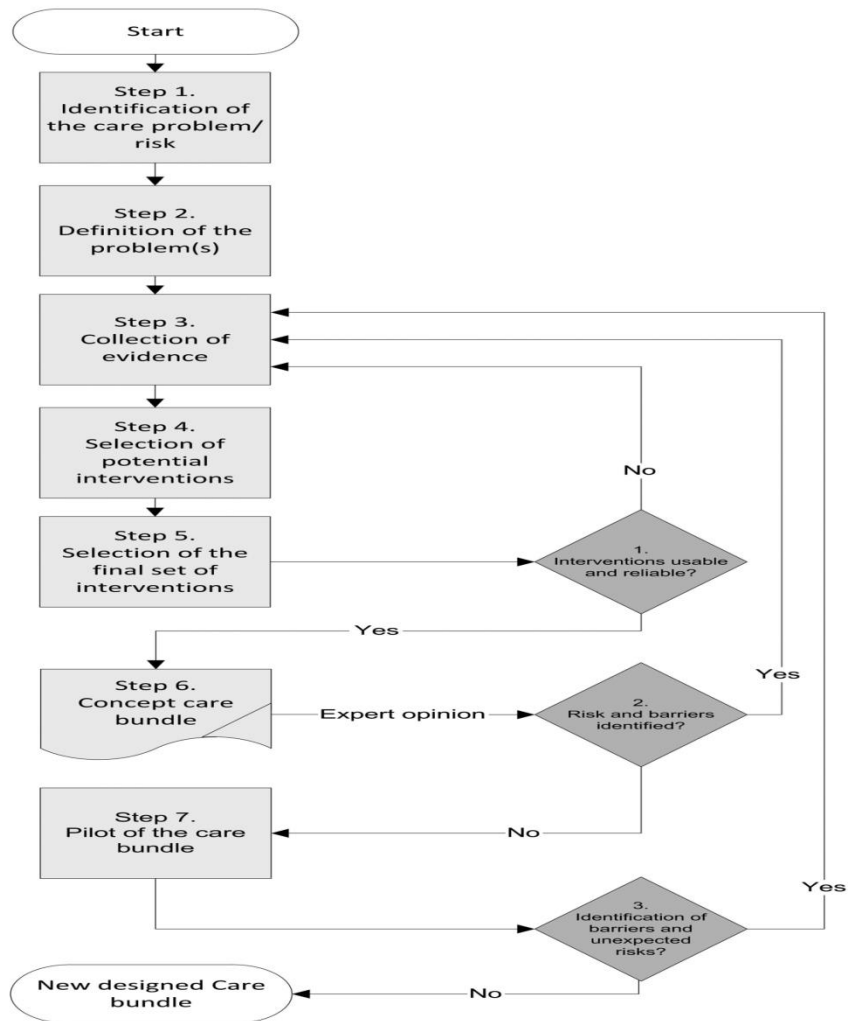 Start
Step 1.
Identification of
the care problem/
risk
Step 2.
Definition of the
problem(s)
Step 3.
Collection of
evidence
Step 4.
Selection of
potential
interventions
No
Step 5.
Selection of the
final set of
interventions
1.
Interventions usable
and reliable?
Yes
Step 6.
Concept care
bundle
Expert opinion
2.
Risk and barriers
identified?
Yes
Step 7.
Pilot of the care
bundle
No
3.
Identification of
barriers and
unexpected
risks?
Yes
New designed Care
bundle
No